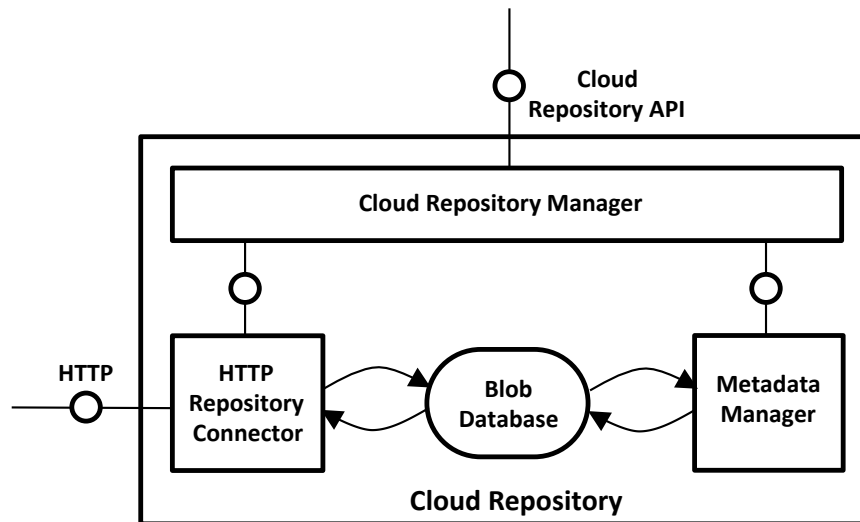 Cloud
Repository API
Cloud Repository Manager
HTTP
HTTP
Repository
Connector
Blob
Database
Metadata
Manager
Cloud Repository